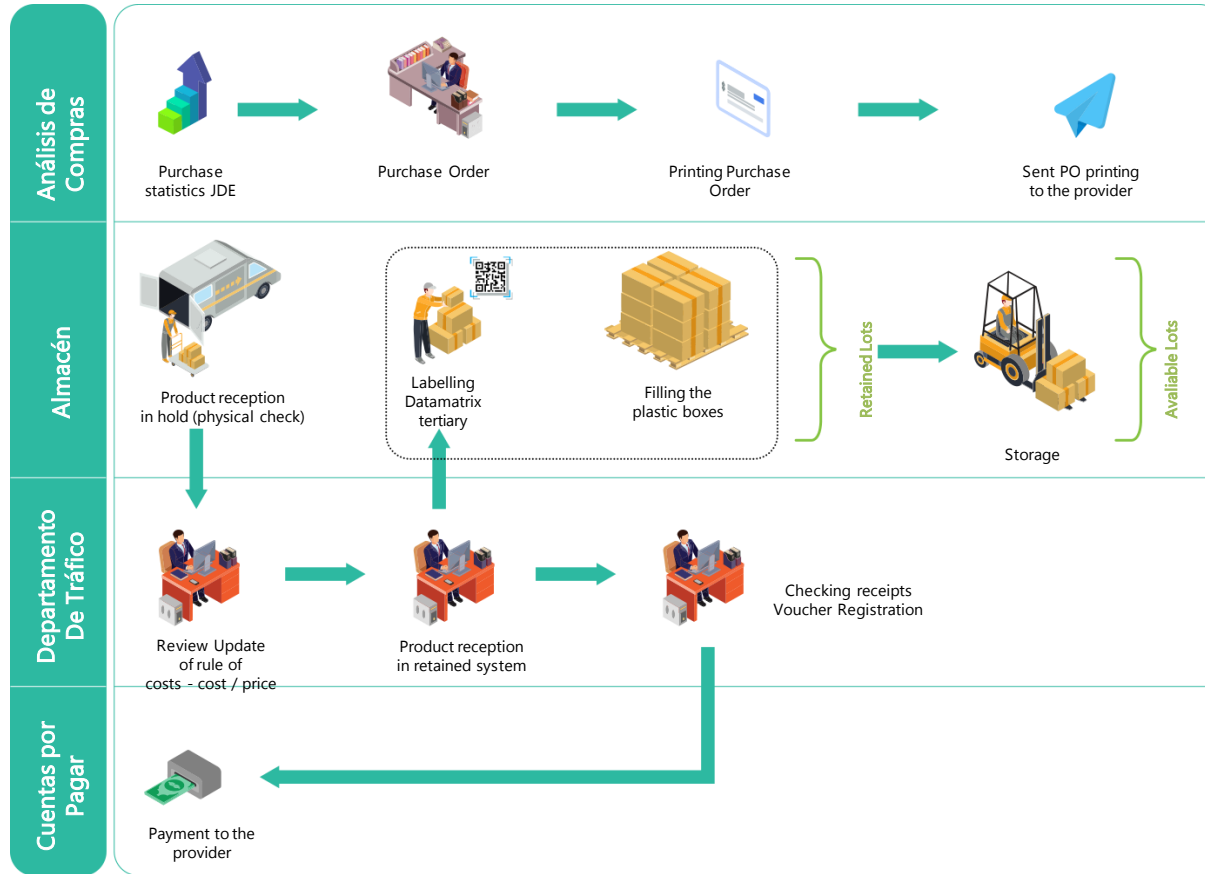 Análisis de
Compras
Purchase
statistics JDE
Purchase Order
Printing Purchase
Order
Sent PO printing
to the provider
Almacén
Product reception
in hold (physical check)
Labelling
Datamatrix
tertiary
Filling the
plastic boxes
Retained Lots
Storage
Avaliable Lots
Departamento
De Tráfico
Review Update
of rule of
costs - cost / price
Product reception
in retained system
Checking receipts
Voucher Registration
Cuentas por
Pagar
Payment to the
provider